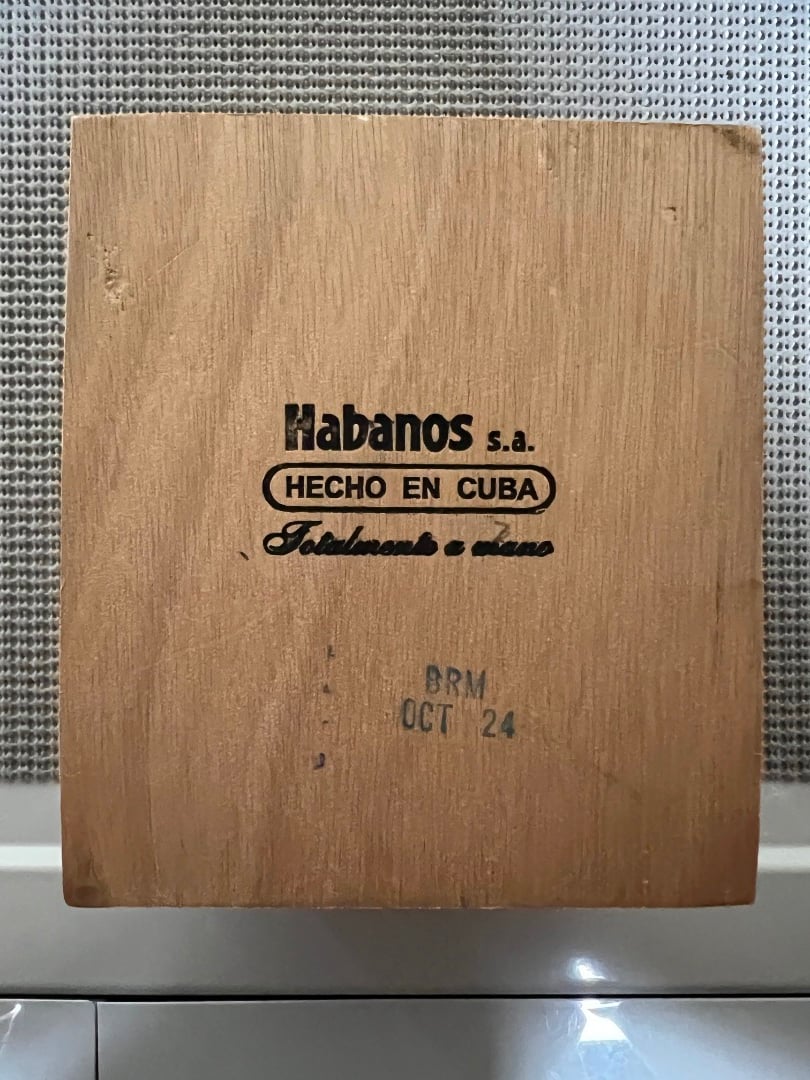 Habanos s.a.
HECHO EN CUBA
Totalmente a mano
BRM
OCT 24